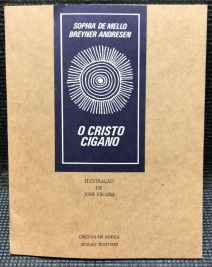 SOPHIA DE MELLO
BREYNER ANDRESEN
O CRISTO
CIGANO
ILUSTRAÇÃO
DE
JOSÉ ESCADA
CÍRCULO DE POESIA
MORAES EDITORES